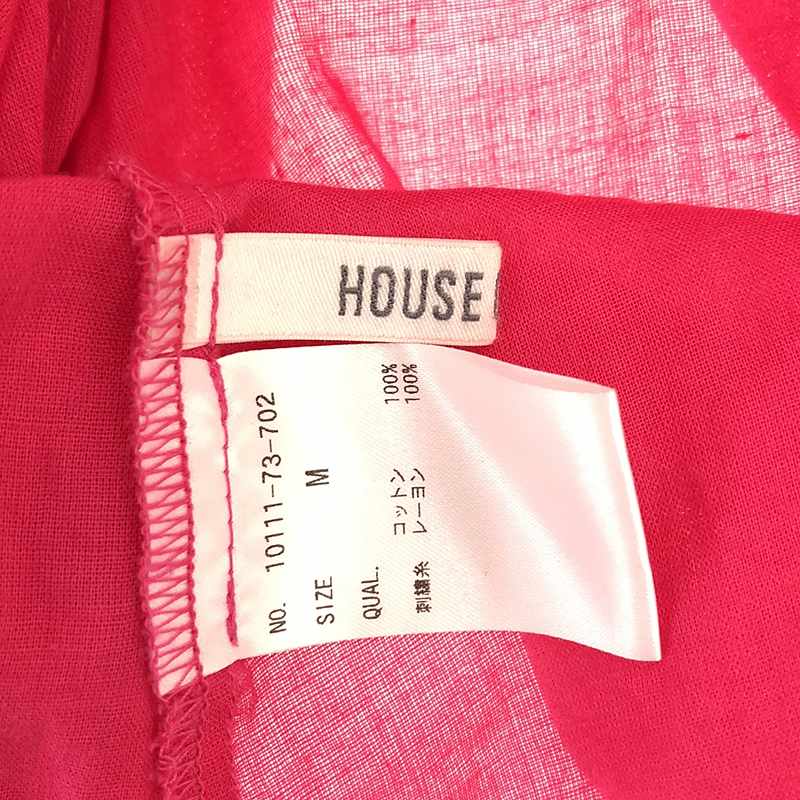 HOUSE
NO. 10111-73-702
SIZE M
QUAL. コットン 100%
刺繍糸 レーヨン 100%